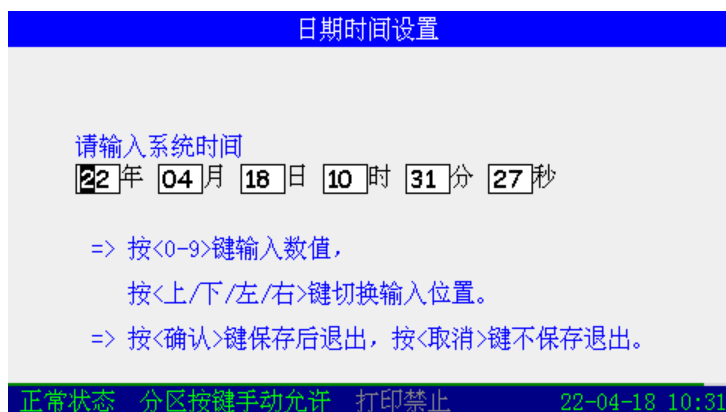 日期时间设置
请输入系统时间
22年 04月 18日 10时 31分 27秒
=> 按<0-9>键输入数值，
按<上/下/左/右>键切换输入位置。
=> 按<确认>键保存后退出，按<取消>键不保存退出。
正常状态 分区按键手动允许 打印禁止 22-04-18 10:31